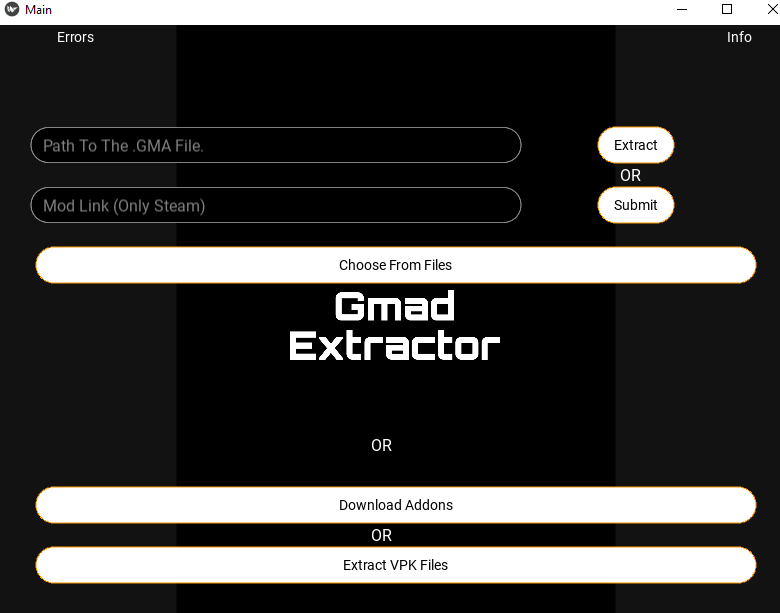 Main
Errors
Info
Path To The .GMA File.
Extract
OR
Mod Link (Only Steam)
Submit
Choose From Files
Gmad
Extractor
OR
Download Addons
OR
Extract VPK Files